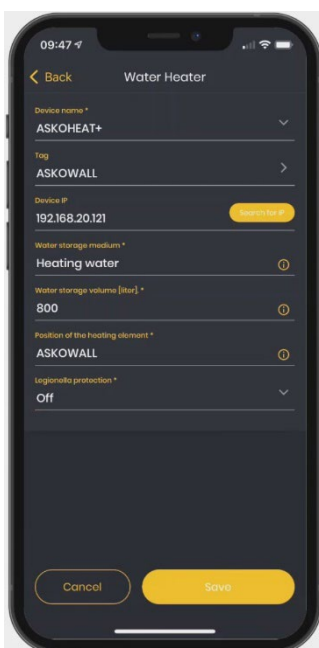 09:47
Back
Water Heater
Device name *
ASKOHEAT+
Tag
ASKOWALL
Device IP
192.168.20.121
Search for IP
Water storage medium *
Heating water
Water storage volume [liter]. *
800
Position of the heating element *
ASKOWALL
Legionella protection *
Off
Cancel
Save